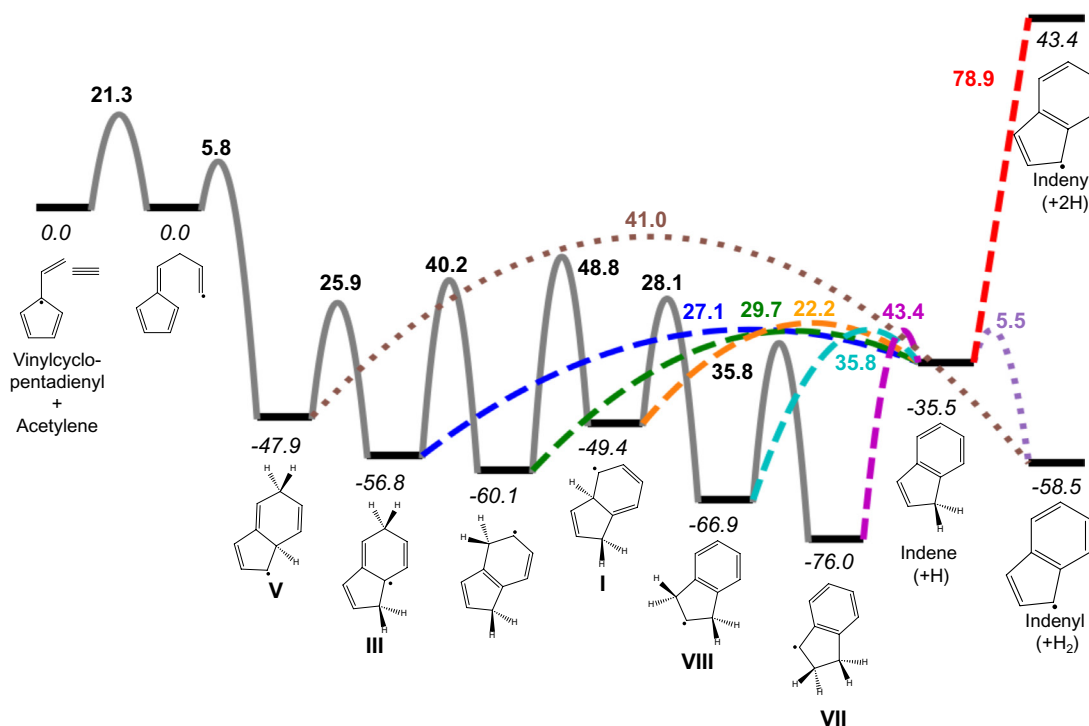 43.4
78.9
Indeny
(+2H)
21.3
5.8
0.0
0.0
Vinylcyclo-
pentadienyl
+
Acetylene
41.0
25.9
40.2
48.8
28.1
27.1
29.7
22.2
43.4
5.5
35.8
35.8
-47.9
-56.8
-60.1
-49.4
-66.9
-76.0
-35.5
-58.5
H H
H
V
H H
H
H
III
H
H
H
H
H
H
H
I
H
H
H
H
VIII
H
H
H
H
VII
H
H
Indene
(+H)
Indenyl
(+H₂)